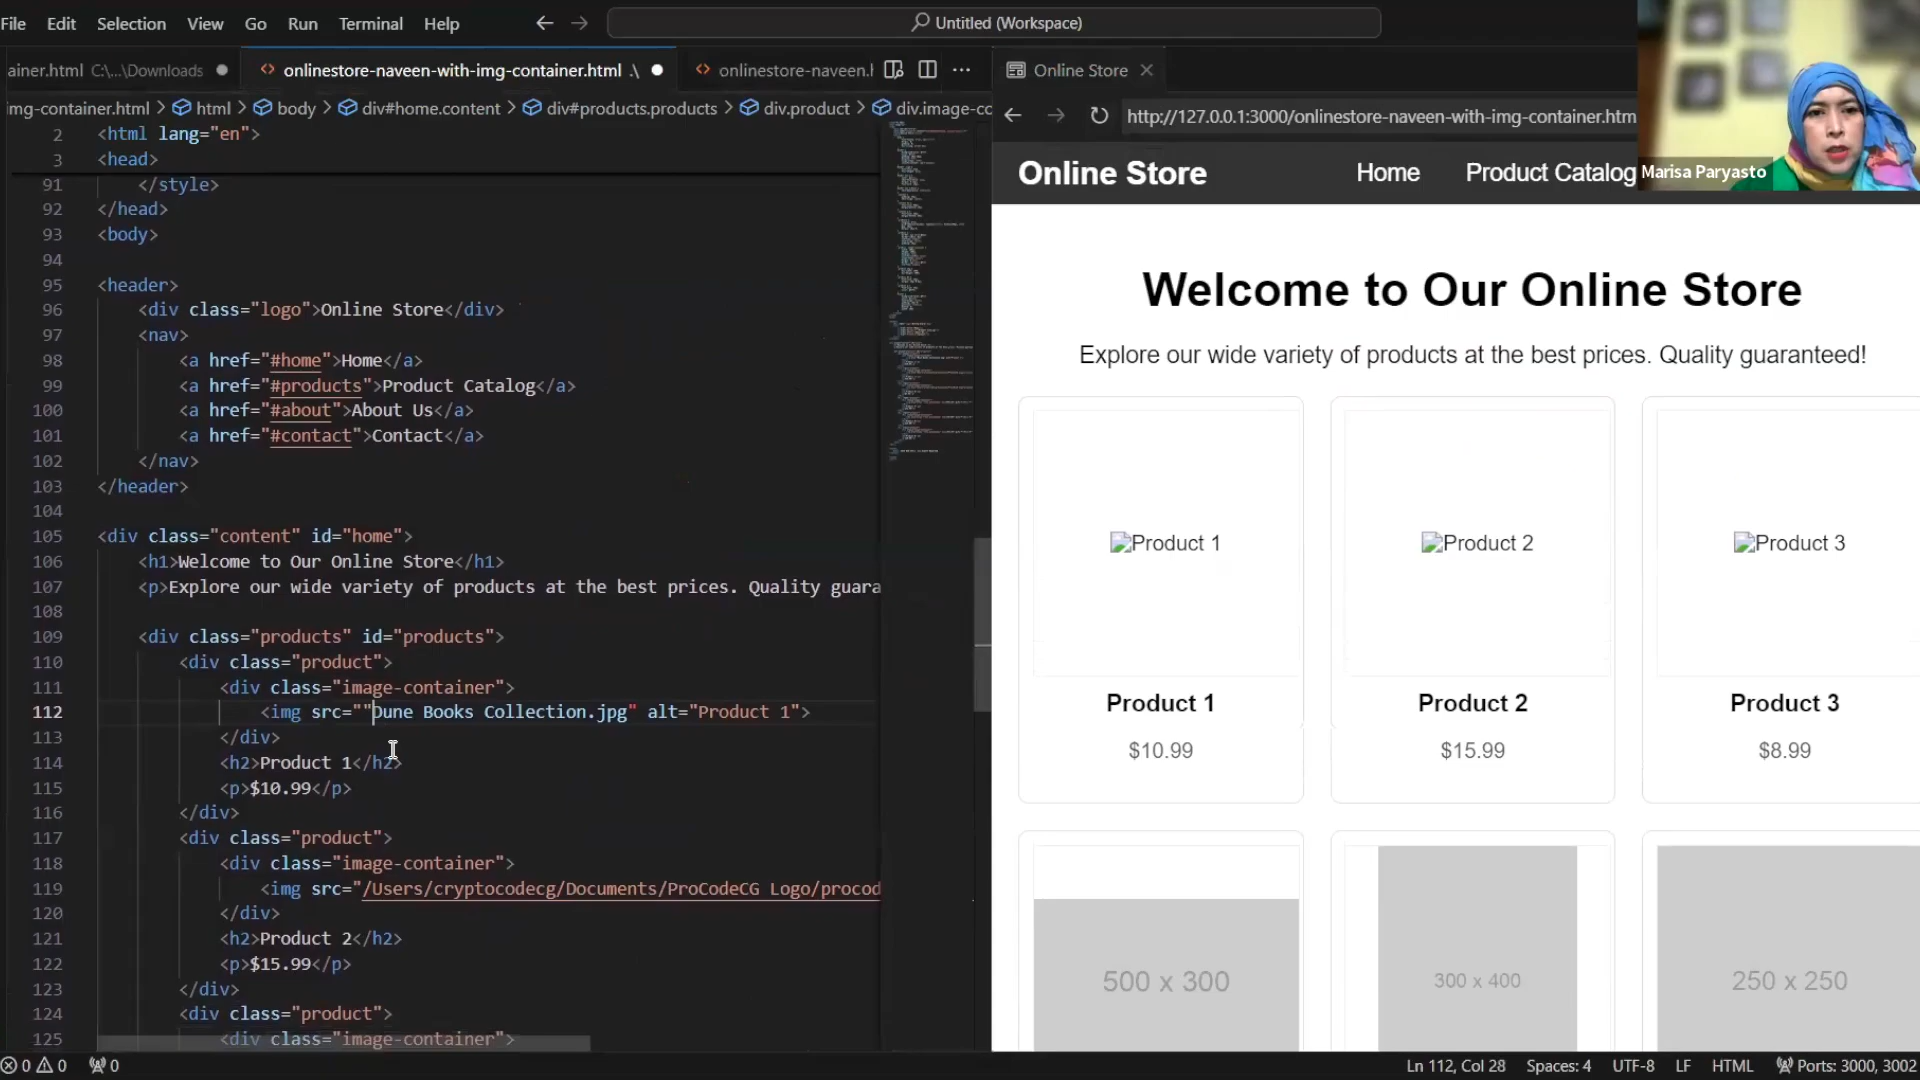 File Edit Selection View Go Run Terminal Help
Untitled (Workspace)
ainer.html C:\...\Downloads
onlinestore-naveen-with-img-container.html .\
onlinestore-naveen.h
img-container.html > html > body > div#home.content > div#products.products > div.product > div.image-co
2 <html lang="en">
3 <head>
91 </style>
92 </head>
93 <body>
94
95 <header>
96 <div class="logo">Online Store</div>
97 <nav>
98 <a href="#home">Home</a>
99 <a href="#products">Product Catalog</a>
100 <a href="#about">About Us</a>
101 <a href="#contact">Contact</a>
102 </nav>
103 </header>
104
105 <div class="content" id="home">
106 <h1>Welcome to Our Online Store</h1>
107 <p>Explore our wide variety of products at the best prices. Quality guara
108
109 <div class="products" id="products">
110 <div class="product">
111 <div class="image-container">
112 <img src=""Dune Books Collection.jpg" alt="Product 1">
113 </div>
114 <h2>Product 1</h2>
115 <p>$10.99</p>
116 </div>
117 <div class="product">
118 <div class="image-container">
119 <img src="/Users/cryptocodecg/Documents/ProCodeCG Logo/procod
120 </div>
121 <h2>Product 2</h2>
122 <p>$15.99</p>
123 </div>
124 <div class="product">
125 <div class="image-container">
0 0 0
Ln 112, Col 28 Spaces: 4 UTF-8 LF HTML Ports: 3000, 3002
Online Store
http://127.0.0.1:3000/onlinestore-naveen-with-img-container.htm
Online Store Home Product Catalog
Marisa Paryasto
Welcome to Our Online Store
Explore our wide variety of products at the best prices. Quality guaranteed!
Product 1 Product 2 Product 3
Product 1 Product 2 Product 3
$10.99 $15.99 $8.99
500 x 300 300 x 400 250 x 250